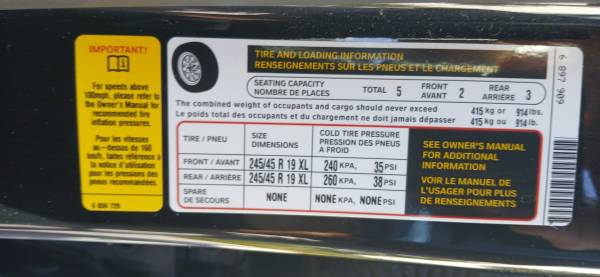 IMPORTANT!
For speeds above
100mph, please refer to
the Owner's Manual for
recommended tire
inflation pressures.
Pour les vitesses
au-dessus de 160
km/h, faites référence à
la notice d'utilisation
pour les pressions des
pneus recommandées.
TIRE AND LOADING INFORMATION
RENSEIGNEMENTS SUR LES PNEUS ET LE CHARGEMENT
SEATING CAPACITY
NOMBRE DE PLACES
TOTAL 5
FRONT
AVANT 2
REAR
ARRIÈRE 3
The combined weight of occupants and cargo should never exceed 415 kg or 914 lbs.
Le poids total des occupants et du chargement ne doit jamais dépasser 415 kg ou 914 lb.
TIRE / PNEU
SIZE
DIMENSIONS
COLD TIRE PRESSURE
PRESSION DES PNEUS
A FROID
FRONT / AVANT 245/45 R 19 XL 240 KPA, 35 PSI
REAR / ARRIÈRE 245/45 R 19 XL 260 KPA, 38 PSI
SPARE
DE SECOURS NONE NONE KPA, NONE PSI
SEE OWNER'S MANUAL
FOR ADDITIONAL
INFORMATION
VOIR LE MANUEL DE
L'USAGER POUR PLUS
DE RENSEIGNEMENTS
6 897 909